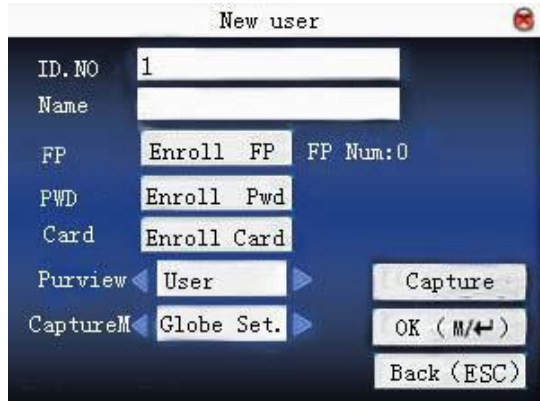 New user
ID.NO 1
Name
FP Enroll FP FP Num:0
PWD Enroll Pwd
Card Enroll Card
Purview User
Capture
CaptureM Globe Set.
OK (M/↵)
Back (ESC)